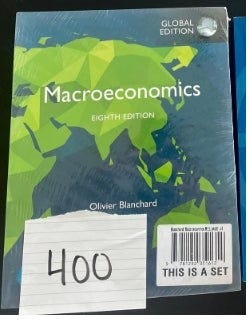 GLOBAL
EDITION
Macroeconomics
EIGHTH EDITION
Olivier Blanchard
400
THIS IS A SET